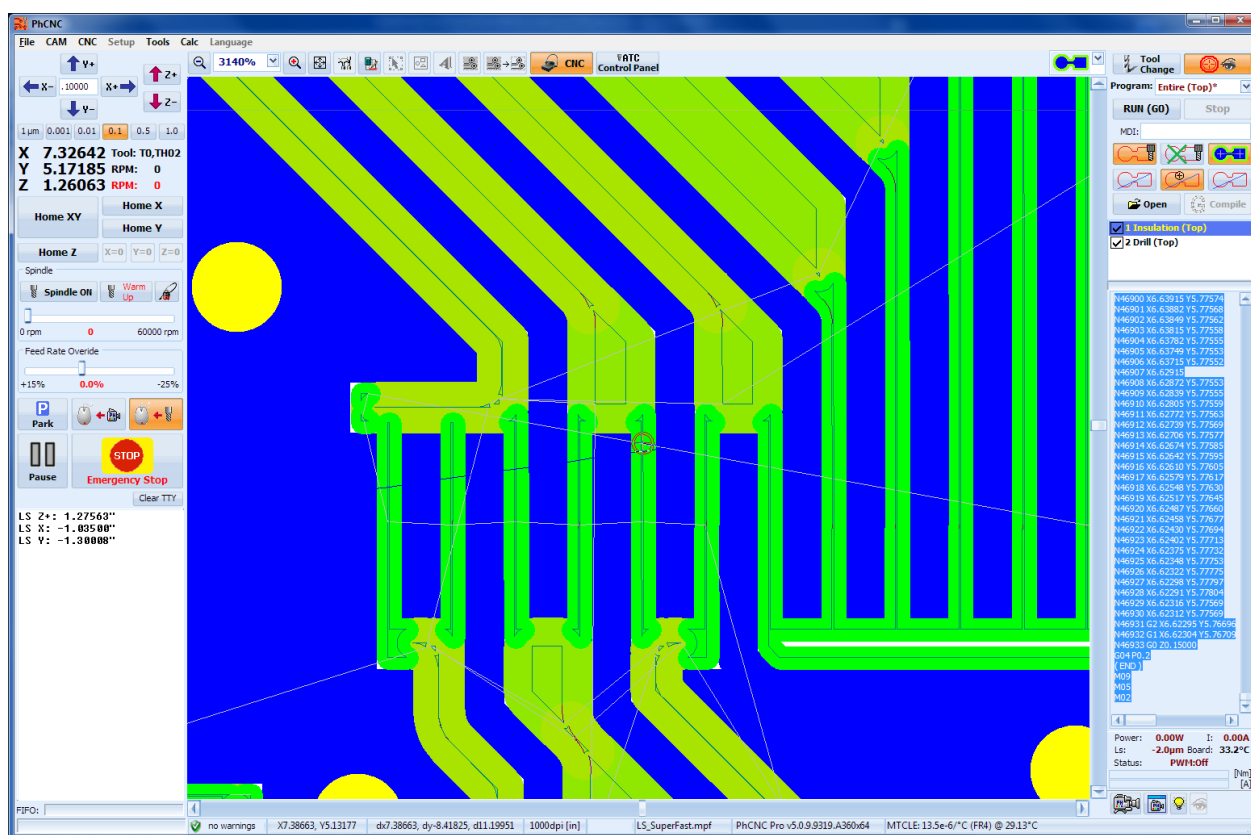 PhCNC
File CAM CNC Setup Tools Calc Language
Y+
X- .10000 X+
Y-
Z+
Z-
1 µm 0.001 0.01 0.1 0.5 1.0
X 7.32642 Tool: T0,TH02
Y 5.17185 RPM: 0
Z 1.26063 RPM: 0
Home XY
Home X
Home Y
Home Z X=0 Y=0 Z=0
Spindle
Spindle ON Warm Up
0 rpm 0 60000 rpm
Feed Rate Overide
+15% 0.0% -25%
P
Park
Pause
STOP
Emergency Stop
Clear TTY
LS Z+: 1.27563"
LS X: -1.03500"
LS Y: -1.30008"
FIFO:
3140%
CNC
ATC
Control Panel
Tool
Change
Program: Entire (Top)*
RUN (G0) Stop
MDI:
Open Compile
1 Insulation (Top)
2 Drill (Top)
N46900 X6.63915 Y5.77574
N46901 X6.63882 Y5.77568
N46902 X6.63849 Y5.77562
N46903 X6.63815 Y5.77558
N46904 X6.63782 Y5.77555
N46905 X6.63749 Y5.77553
N46906 X6.63715 Y5.77552
N46907 X6.62915
N46908 X6.62872 Y5.77553
N46909 X6.62839 Y5.77555
N46910 X6.62805 Y5.77559
N46911 X6.62772 Y5.77563
N46912 X6.62739 Y5.77569
N46913 X6.62706 Y5.77577
N46914 X6.62674 Y5.77585
N46915 X6.62642 Y5.77595
N46916 X6.62610 Y5.77605
N46917 X6.62579 Y5.77617
N46918 X6.62548 Y5.77630
N46919 X6.62517 Y5.77645
N46920 X6.62487 Y5.77660
N46921 X6.62458 Y5.77677
N46922 X6.62430 Y5.77694
N46923 X6.62402 Y5.77713
N46924 X6.62375 Y5.77732
N46925 X6.62348 Y5.77753
N46926 X6.62322 Y5.77775
N46927 X6.62298 Y5.77797
N46928 X6.62291 Y5.77804
N46929 X6.62316 Y5.77569
N46930 X6.62312 Y5.77569
N46931 G2 X6.62295 Y5.76696
N46932 G1 X6.62304 Y5.76709
N46933 G0 Z0.15000
G04 P0.2
( END )
M09
M05
M02
Power: 0.00W I: 0.00A
Ls: -2.0µm Board: 33.2°C
Status: PWM:Off
[Nm]
[A]
no warnings X7.38663, Y5.13177 dx7.38663, dy-8.41825, d11.19951 1000dpi [in] LS_SuperFast.mpf PhCNC Pro v5.0.9.9319.A360x64 MTCLE: 13.5e-6/°C (FR4) @ 29.13°C